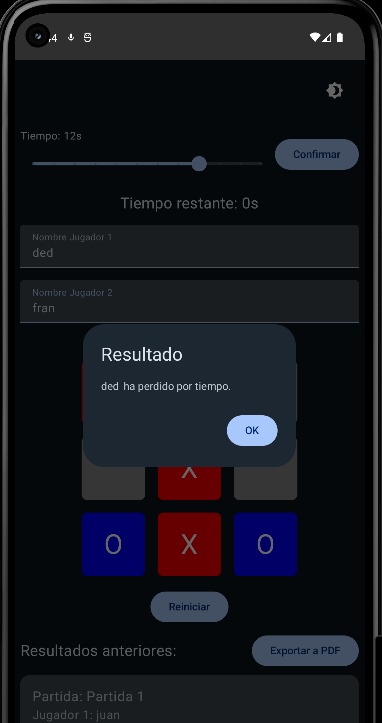 Tiempo: 12s
Confirmar
Tiempo restante: 0s
Nombre Jugador 1
ded
Nombre Jugador 2
fran
Resultado
ded ha perdido por tiempo.
OK
X
O X O
Reiniciar
Resultados anteriores:
Exportar a PDF
Partida: Partida 1
Jugador 1: juan